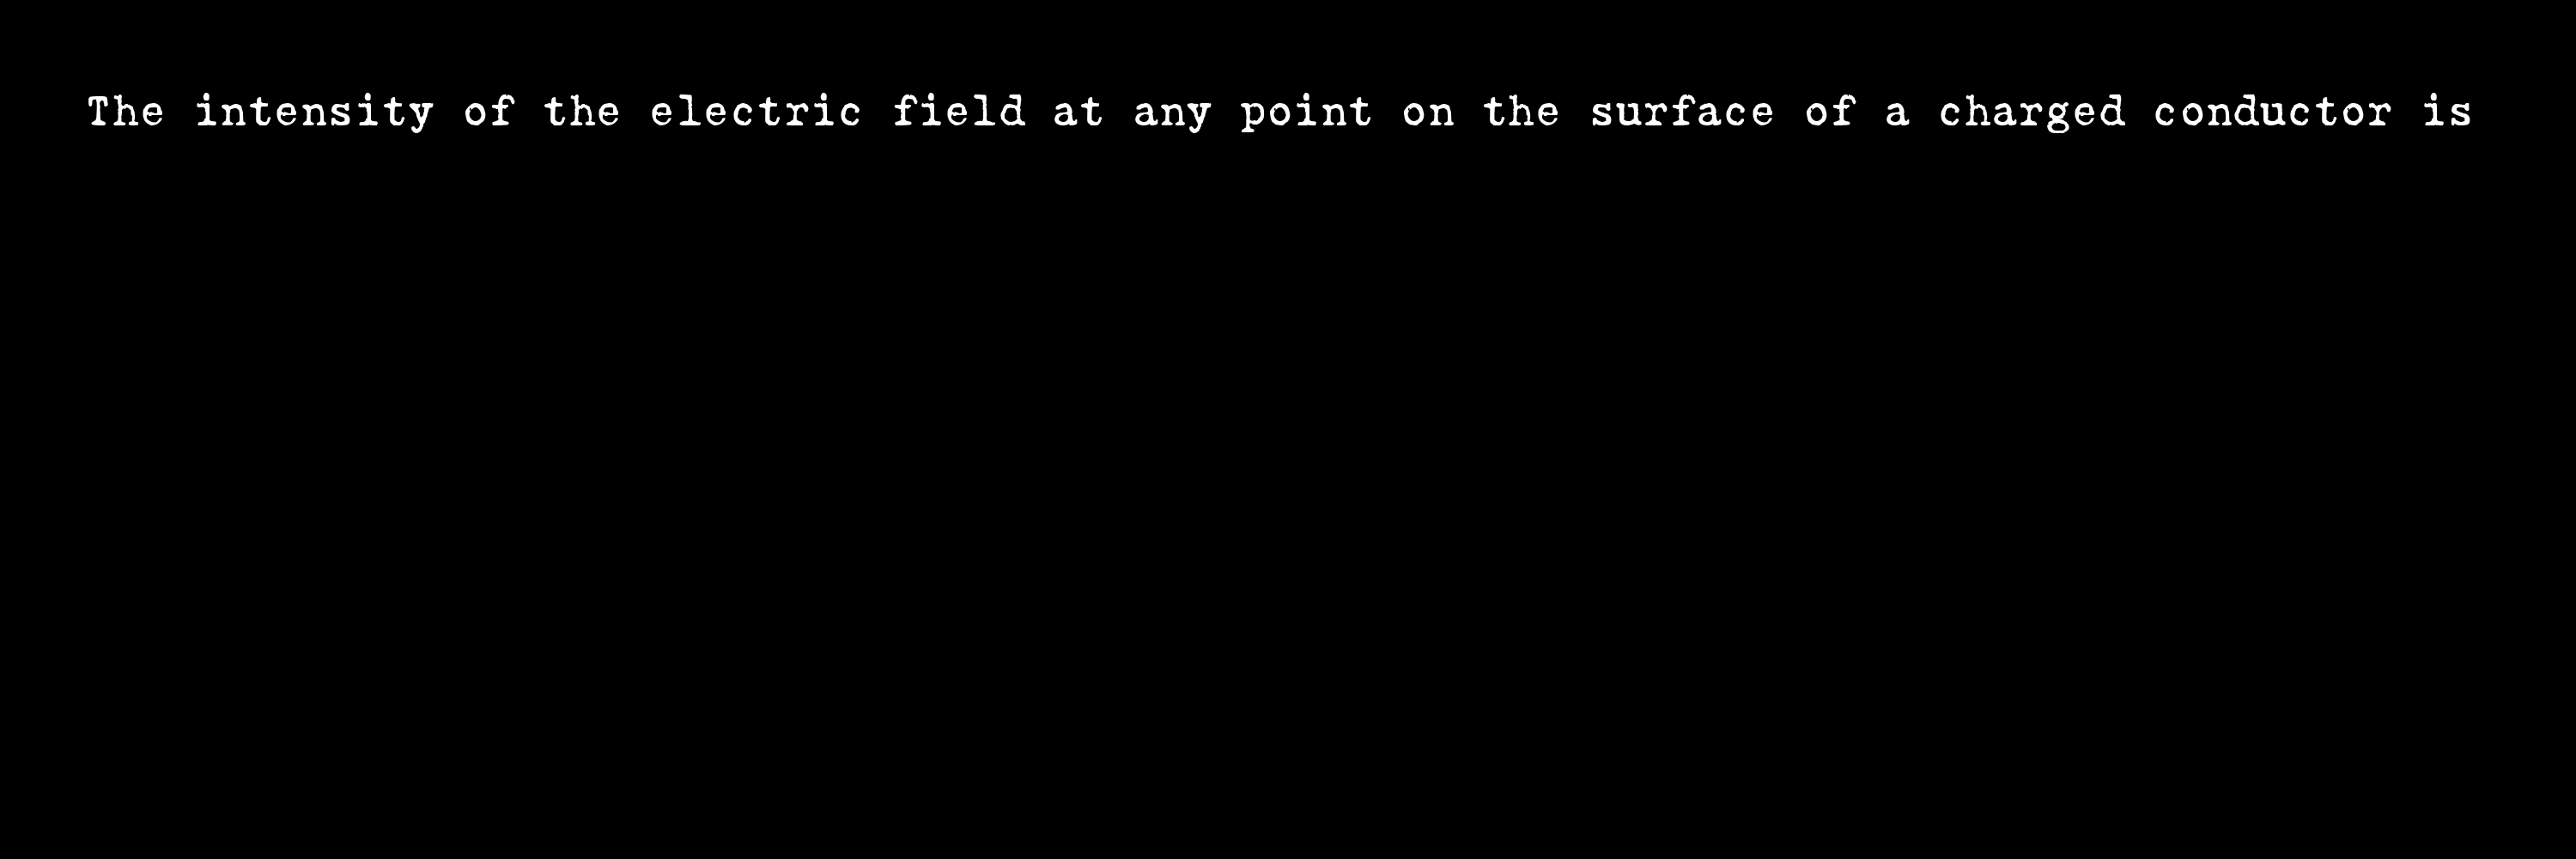 The intensity of the electric field at any point on the surface of a charged conductor is